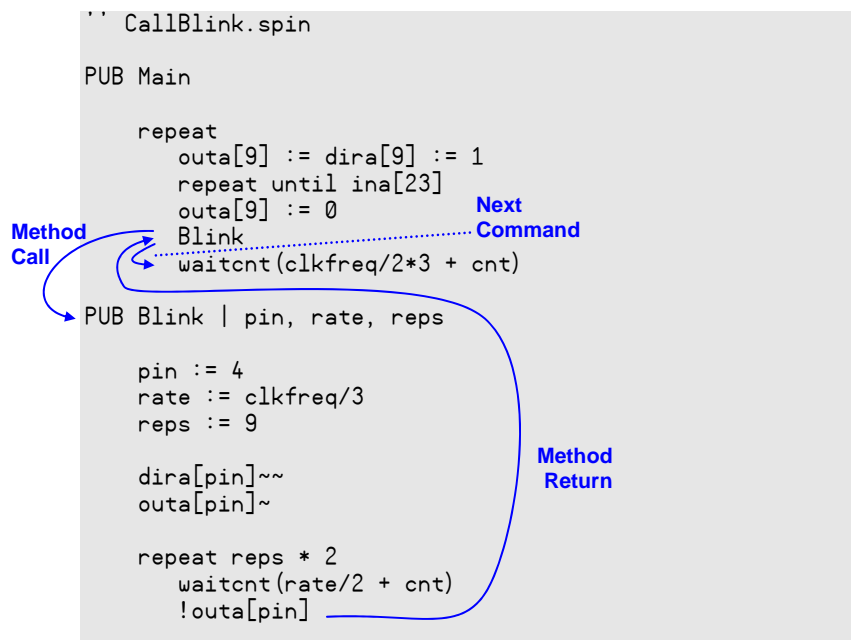 '' CallBlink.spin
PUB Main
repeat
outa[9] := dira[9] := 1
repeat until ina[23]
outa[9] := 0
Blink
waitcnt(clkfreq/2*3 + cnt)
Next
Command
Method
Call
PUB Blink | pin, rate, reps
pin := 4
rate := clkfreq/3
reps := 9
dira[pin]~~
outa[pin]~
repeat reps * 2
waitcnt(rate/2 + cnt)
!outa[pin]
Method
Return